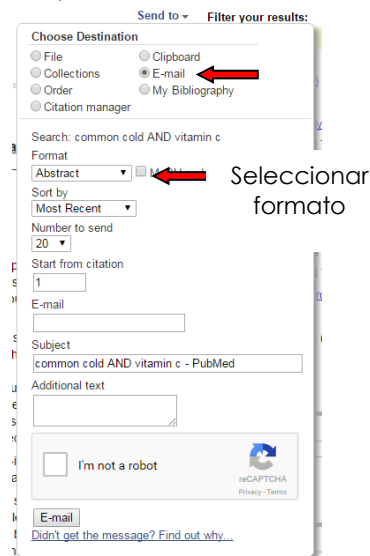 Send to Filter your results:
Choose Destination
File Clipboard
Collections E-mail
Order My Bibliography
Citation manager
Search: common cold AND vitamin c
Format
Abstract
Seleccionar
formato
Sort by
Most Recent
Number to send
20
Start from citation
1
E-mail
Subject
common cold AND vitamin c - PubMed
Additional text
I'm not a robot
reCAPTCHA
Privacy - Terms
E-mail
Didn't get the message? Find out why...